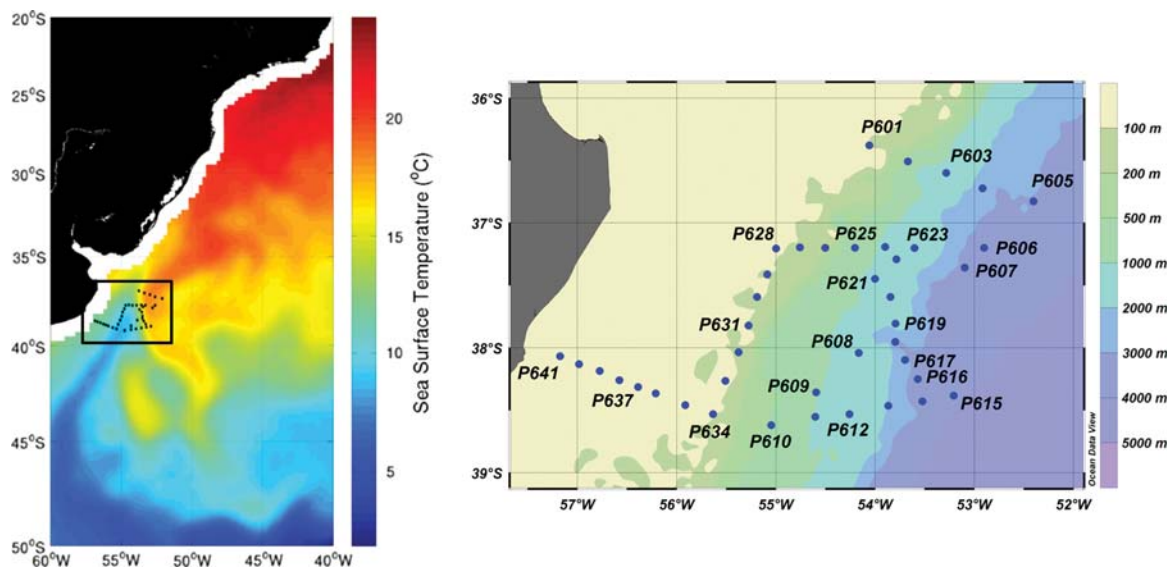 20°S
25°S
30°S
35°S
40°S
45°S
50°S
60°W 55°W 50°W 45°W 40°W
20
15
10
5
Sea Surface Temperature (°C)
36°S
37°S
38°S
39°S
57°W 56°W 55°W 54°W 53°W 52°W
P601
P603
P605
P628 P625 P623 P606
P607
P621
P631 P619
P608
P617
P641 P616
P637 P609 P615
P634 P610 P612
Ocean Data View
100 m
200 m
500 m
1000 m
2000 m
3000 m
4000 m
5000 m